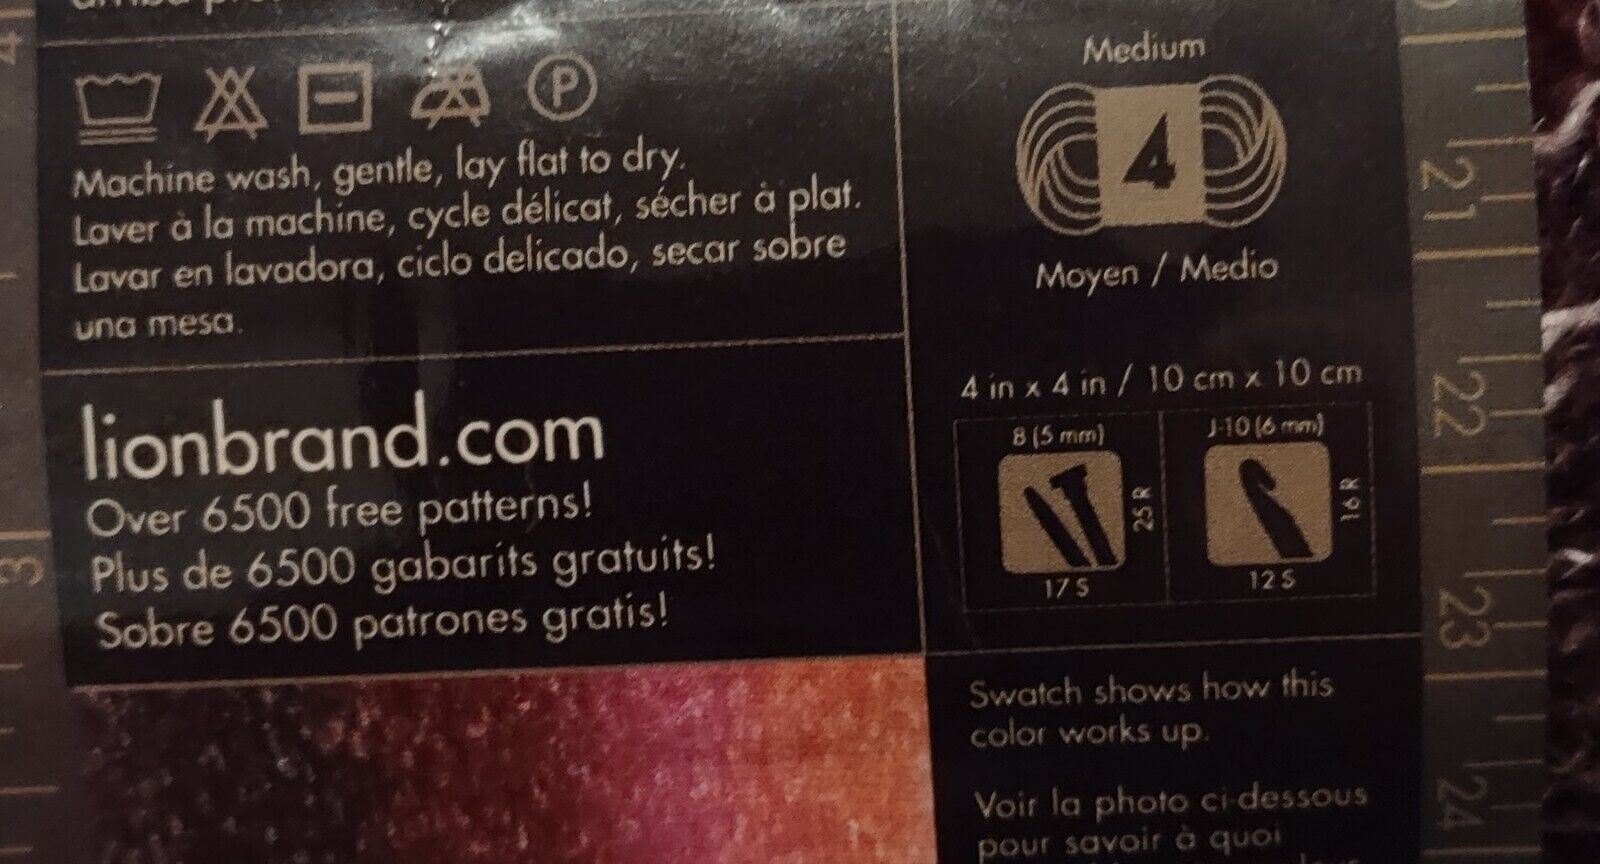 P
Machine wash, gentle, lay flat to dry.
Laver à la machine, cycle délicat, sécher à plat.
Lavar en lavadora, ciclo delicado, secar sobre
una mesa.
lionbrand.com
Over 6500 free patterns!
Plus de 6500 gabarits gratuits!
Sobre 6500 patrones gratis!
Medium
4
Moyen / Medio
4 in x 4 in / 10 cm x 10 cm
8 (5 mm)
25 R
17 S
J-10 (6 mm)
16 R
12 S
Swatch shows how this
color works up.
Voir la photo ci-dessous
pour savoir à quoi
4
3
21
22
23
24